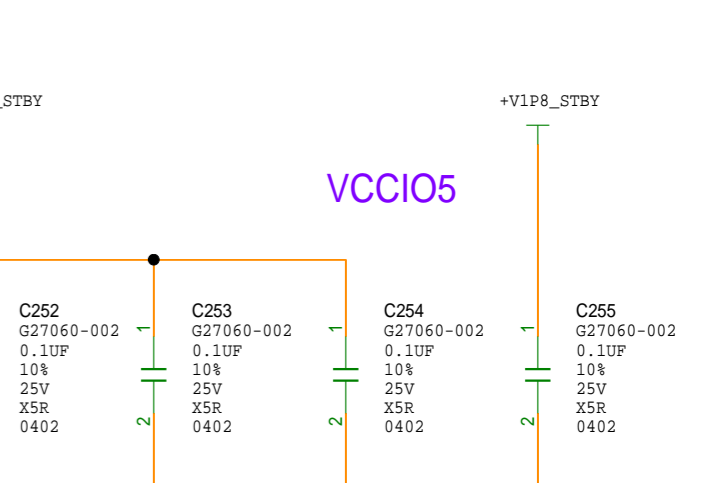 _STBY
+V1P8_STBY
VCCIO5
C252
G27060-002
0.1UF
10%
25V
X5R
0402
1
2
C253
G27060-002
0.1UF
10%
25V
X5R
0402
1
2
C254
G27060-002
0.1UF
10%
25V
X5R
0402
1
2
C255
G27060-002
0.1UF
10%
25V
X5R
0402